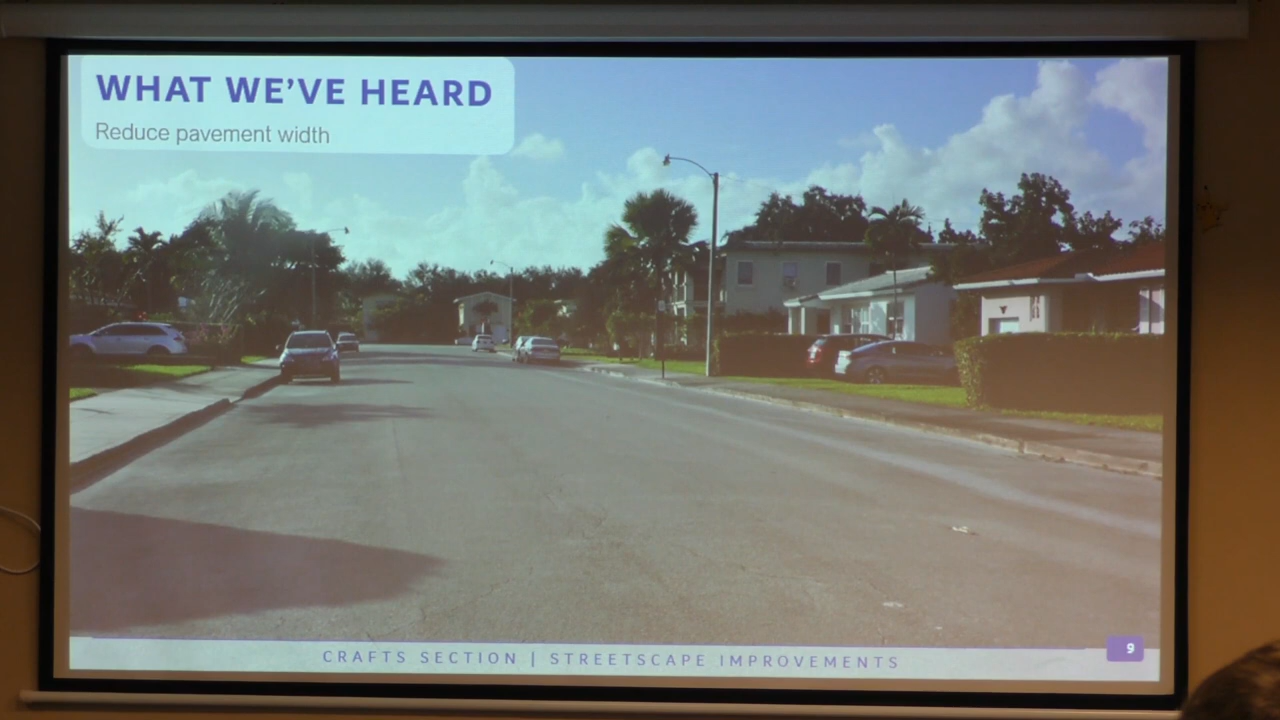 WHAT WE'VE HEARD
Reduce pavement width
CRAFTS SECTION | STREETSCAPE IMPROVEMENTS
9